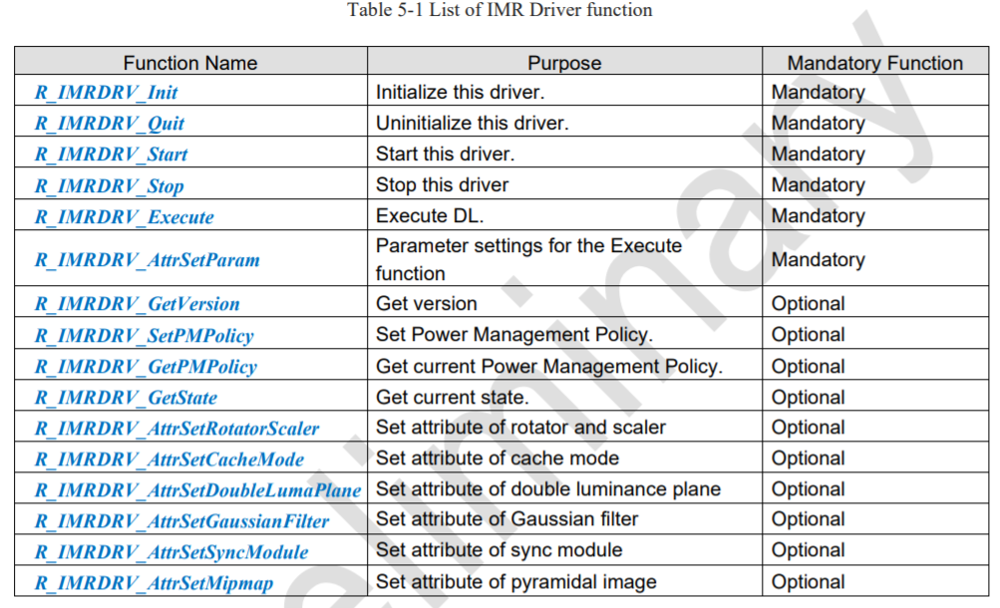 Table 5-1 List of IMR Driver function
Function Name Purpose Mandatory Function
R_IMRDRV_Init Initialize this driver. Mandatory
R_IMRDRV_Quit Uninitialize this driver. Mandatory
R_IMRDRV_Start Start this driver. Mandatory
R_IMRDRV_Stop Stop this driver Mandatory
R_IMRDRV_Execute Execute DL. Mandatory
R_IMRDRV_AttrSetParam Parameter settings for the Execute
function Mandatory
R_IMRDRV_GetVersion Get version Optional
R_IMRDRV_SetPMPolicy Set Power Management Policy. Optional
R_IMRDRV_GetPMPolicy Get current Power Management Policy. Optional
R_IMRDRV_GetState Get current state. Optional
R_IMRDRV_AttrSetRotatorScaler Set attribute of rotator and scaler Optional
R_IMRDRV_AttrSetCacheMode Set attribute of cache mode Optional
R_IMRDRV_AttrSetDoubleLumaPlane Set attribute of double luminance plane Optional
R_IMRDRV_AttrSetGaussianFilter Set attribute of Gaussian filter Optional
R_IMRDRV_AttrSetSyncModule Set attribute of sync module Optional
R_IMRDRV_AttrSetMipmap Set attribute of pyramidal image Optional
eliminary